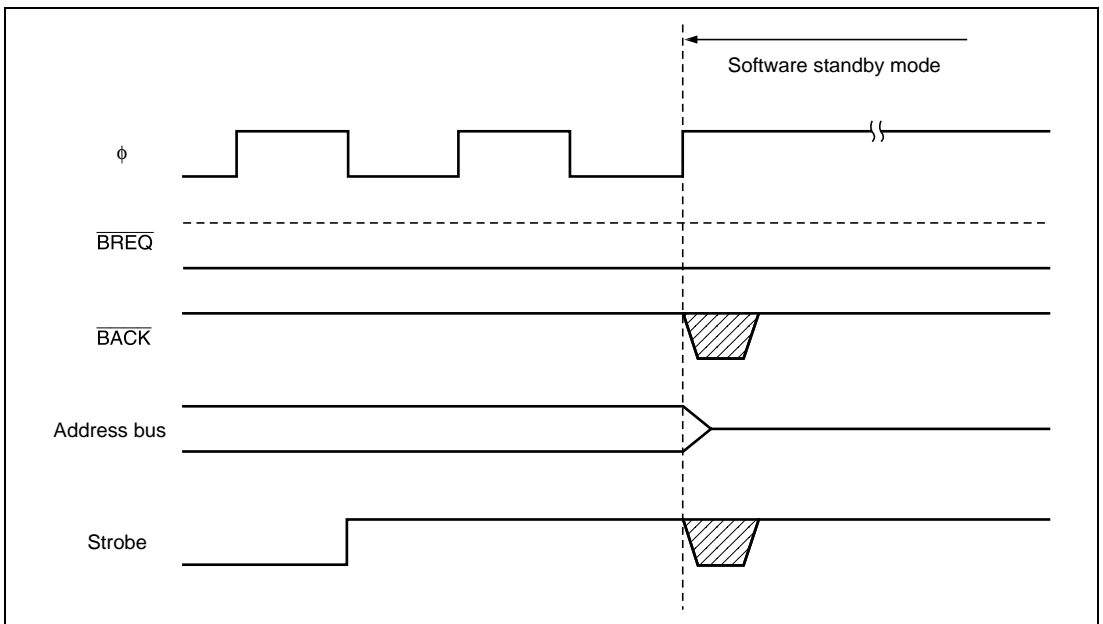 Software standby mode
φ
BREQ
BACK
Address bus
Strobe